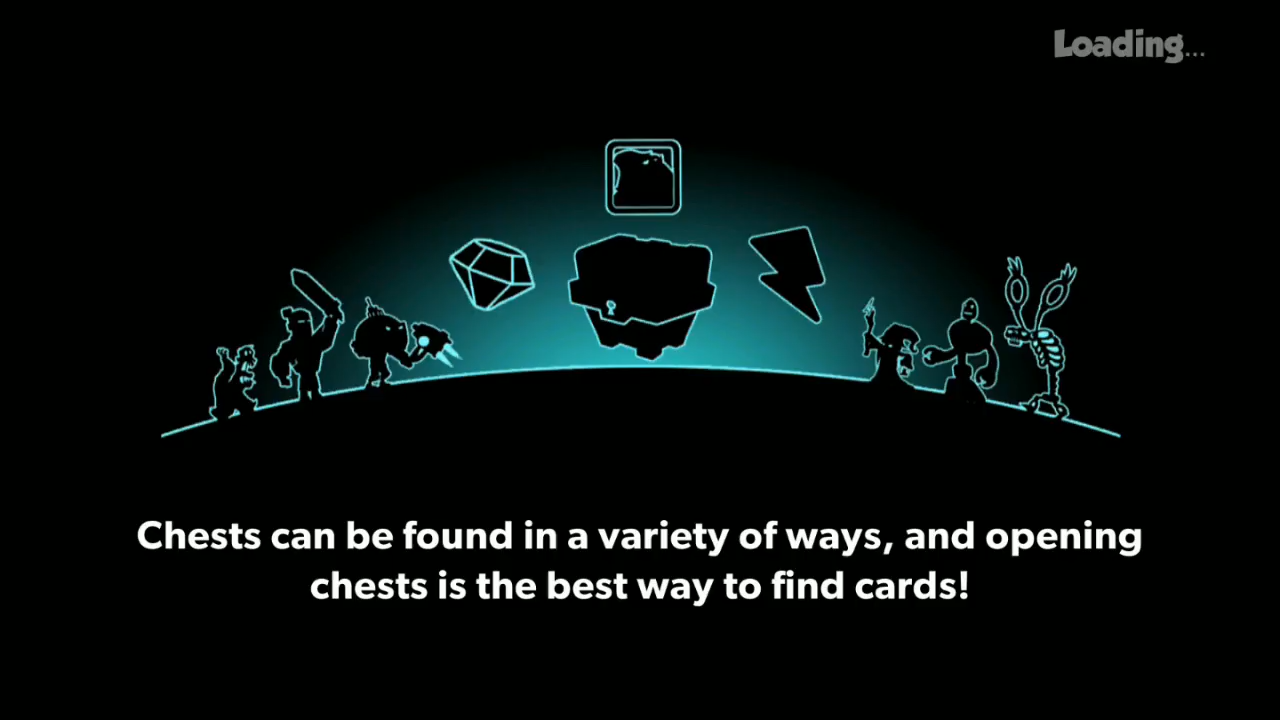 Loading...
Chests can be found in a variety of ways, and opening
chests is the best way to find cards!